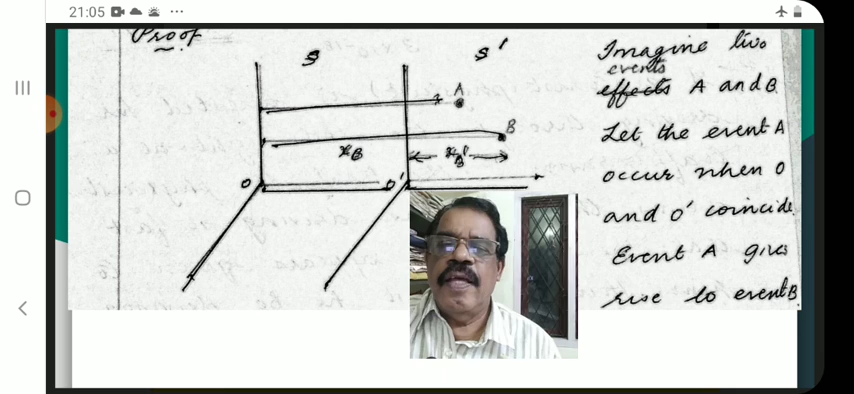 21:05
Proof
S
S'
Imagine two
events
effects A and B
A
B
Let the event A
x_B
x_B'
O
O'
occur when O
and O' coincide.
Event A gives
rise to event B